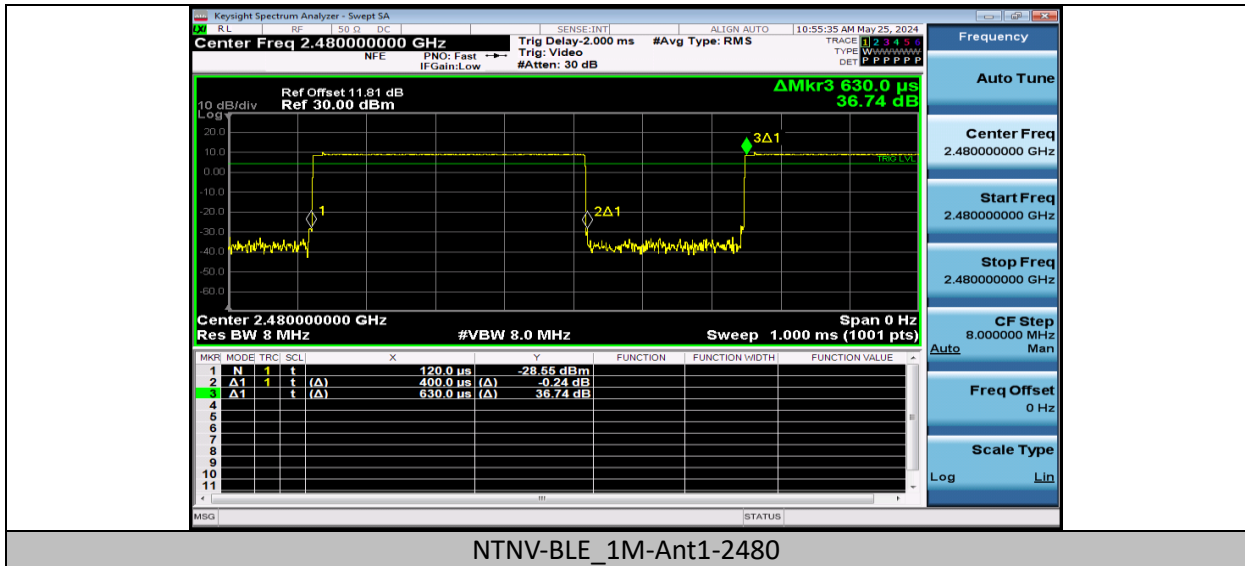 Keysight Spectrum Analyzer - Swept SA
LXI RL RF 50 Ω DC SENSE:INT ALIGN AUTO 10:55:35 AM May 25, 2024
Center Freq 2.480000000 GHz Trig Delay-2.000 ms #Avg Type: RMS TRACE 1 2 3 4 5 6
NFE PNO: Fast Trig: Video TYPE WWWWWW
IFGain:Low #Atten: 30 dB DET P P P P P P
Frequency
Auto Tune
Center Freq
2.480000000 GHz
Start Freq
2.480000000 GHz
Stop Freq
2.480000000 GHz
CF Step
8.000000 MHz
Auto Man
Freq Offset
0 Hz
Scale Type
Log Lin
ΔMkr3 630.0 µs
36.74 dB
Ref Offset 11.81 dB
10 dB/div Ref 30.00 dBm
Log
20.0
10.0
0.00
-10.0
-20.0
-30.0
-40.0
-50.0
-60.0
3Δ1
TRIG LVL
1
2Δ1
Center 2.480000000 GHz Span 0 Hz
Res BW 8 MHz #VBW 8.0 MHz Sweep 1.000 ms (1001 pts)
MKR MODE TRC SCL X Y FUNCTION FUNCTION WIDTH FUNCTION VALUE
1 N 1 t 120.0 µs -28.55 dBm
2 Δ1 1 t (Δ) 400.0 µs (Δ) -0.24 dB
3 Δ1 t (Δ) 630.0 µs (Δ) 36.74 dB
4
5
6
7
8
9
10
11
MSG STATUS
NTNV-BLE_1M-Ant1-2480